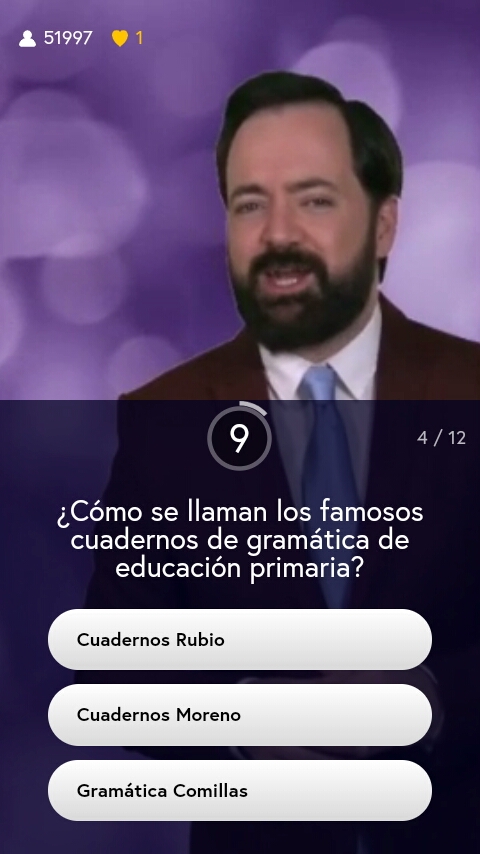 51997 1
9
4 / 12
¿Cómo se llaman los famosos
cuadernos de gramática de
educación primaria?
Cuadernos Rubio
Cuadernos Moreno
Gramática Comillas